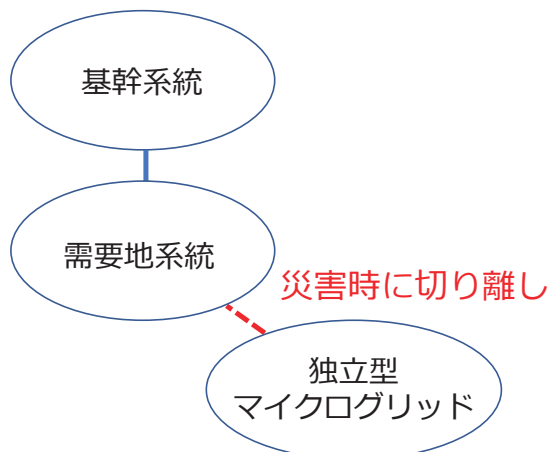 基幹系統
需要地系統
災害時に切り離し
独立型
マイクログリッド